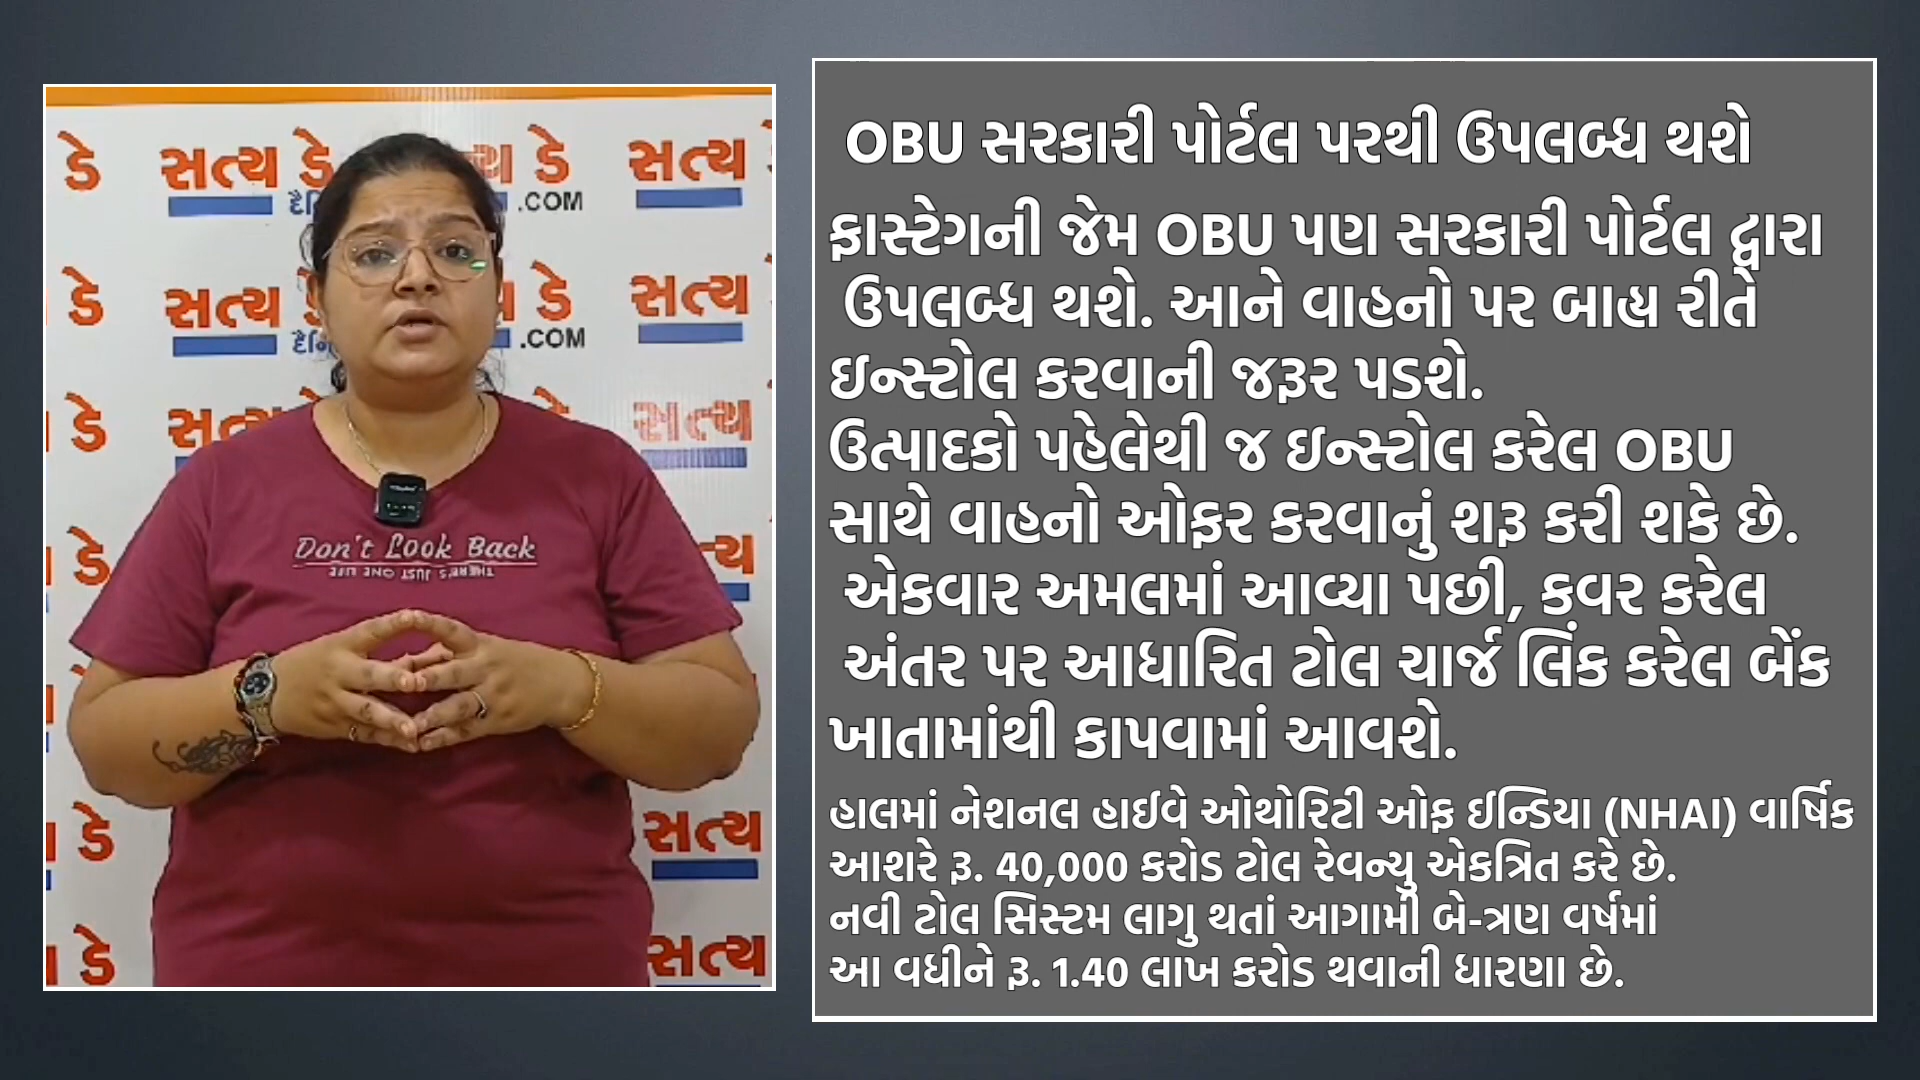 સત્ય ડે
.COM
Don't Look Back
THERE'S JUST ONE LIFE
OBU સરકારી પોર્ટલ પરથી ઉપલબ્ધ થશે
ફાસ્ટેગની જેમ OBU પણ સરકારી પોર્ટલ દ્વારા
ઉપલબ્ધ થશે. આને વાહનો પર બાહ્ય રીતે
ઇન્સ્ટોલ કરવાની જરૂર પડશે.
ઉત્પાદકો પહેલેથી જ ઇન્સ્ટોલ કરેલ OBU
સાથે વાહનો ઓફર કરવાનું શરૂ કરી શકે છે.
એકવાર અમલમાં આવ્યા પછી, કવર કરેલ
અંતર પર આધારિત ટોલ ચાર્જ લિંક કરેલ બેંક
ખાતામાંથી કાપવામાં આવશે.
હાલમાં નેશનલ હાઈવે ઓથોરિટી ઓફ ઈન્ડિયા (NHAI) વાર્ષિક
આશરે રૂ. 40,000 કરોડ ટોલ રેવન્યુ એકત્રિત કરે છે.
નવી ટોલ સિસ્ટમ લાગુ થતાં આગામી બે-ત્રણ વર્ષમાં
આ વધીને રૂ. 1.40 લાખ કરોડ થવાની ધારણા છે.